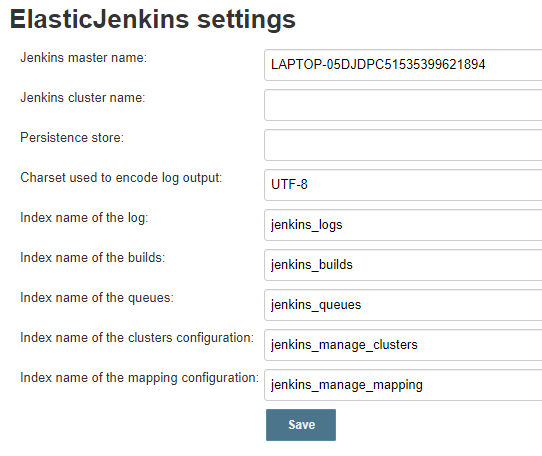 ElasticJenkins settings
Jenkins master name: LAPTOP-05DJDPC51535399621894
Jenkins cluster name:
Persistence store:
Charset used to encode log output: UTF-8
Index name of the log: jenkins_logs
Index name of the builds: jenkins_builds
Index name of the queues: jenkins_queues
Index name of the clusters configuration: jenkins_manage_clusters
Index name of the mapping configuration: jenkins_manage_mapping
Save